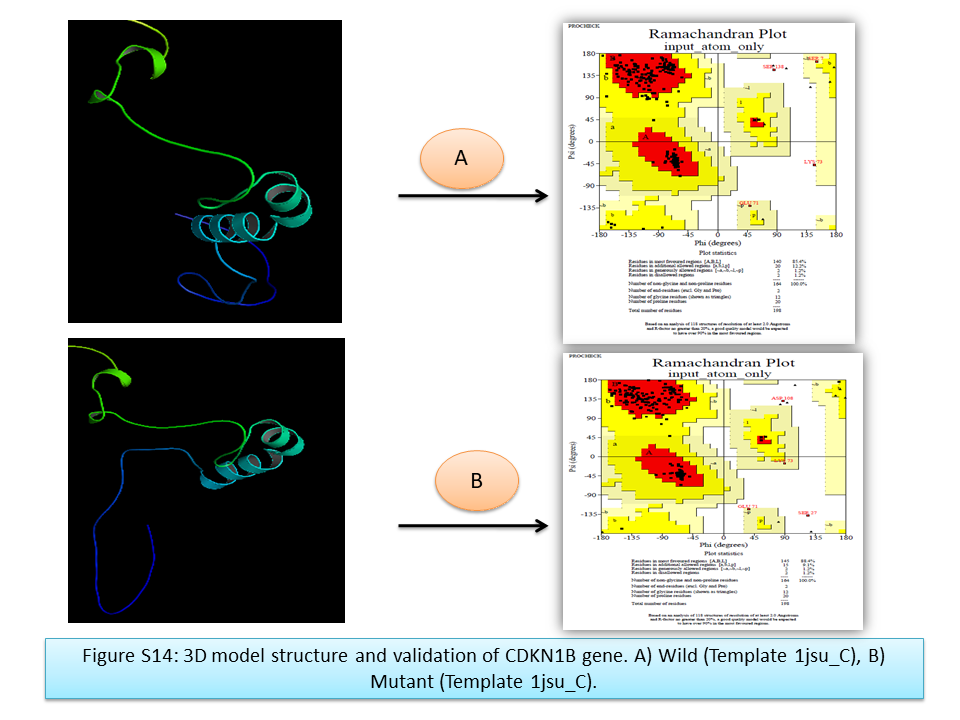 PROCHECK
Ramachandran Plot
input_atom_only
180
135
90
45
0
-45
-90
-135
-180
-135
-90
-45
0
45
90
135
180
Psi (degrees)
Phi (degrees)
GLU 71
Plot statistics
Residues in most favoured regions [A,B,L] 140 85.4%
Residues in additional allowed regions [a,b,l,p] 20 12.2%
Residues in generously allowed regions [~a,~b,~l,~p] 2 1.2%
Residues in disallowed regions 2 1.2%
Number of non-glycine and non-proline residues 164 100.0%
Number of end-residues (excl. Gly and Pro) 2
Number of glycine residues (shown as triangles) 12
Number of proline residues 20
Total number of residues 198
Based on an analysis of 118 structures of resolution of at least 2.0 Angstroms
and R-factor no greater than 20%, a good quality model would be expected
to have over 90% in the most favoured regions.
A
PROCHECK
Ramachandran Plot
input_atom_only
180
135
90
45
0
-45
-90
-135
-180
-135
-90
-45
0
45
90
135
180
Psi (degrees)
Phi (degrees)
ASP 108
GLU 71
SER 27
Plot statistics
Residues in most favoured regions [A,B,L] 145 88.4%
Residues in additional allowed regions [a,b,l,p] 15 9.1%
Residues in generously allowed regions [~a,~b,~l,~p] 2 1.2%
Residues in disallowed regions 2 1.2%
Number of non-glycine and non-proline residues 164 100.0%
Number of end-residues (excl. Gly and Pro) 2
Number of glycine residues (shown as triangles) 12
Number of proline residues 20
Total number of residues 198
Based on an analysis of 118 structures of resolution of at least 2.0 Angstroms
and R-factor no greater than 20%, a good quality model would be expected
to have over 90% in the most favoured regions.
B
Figure S14: 3D model structure and validation of CDKN1B gene. A) Wild (Template 1jsu_C), B)
Mutant (Template 1jsu_C).